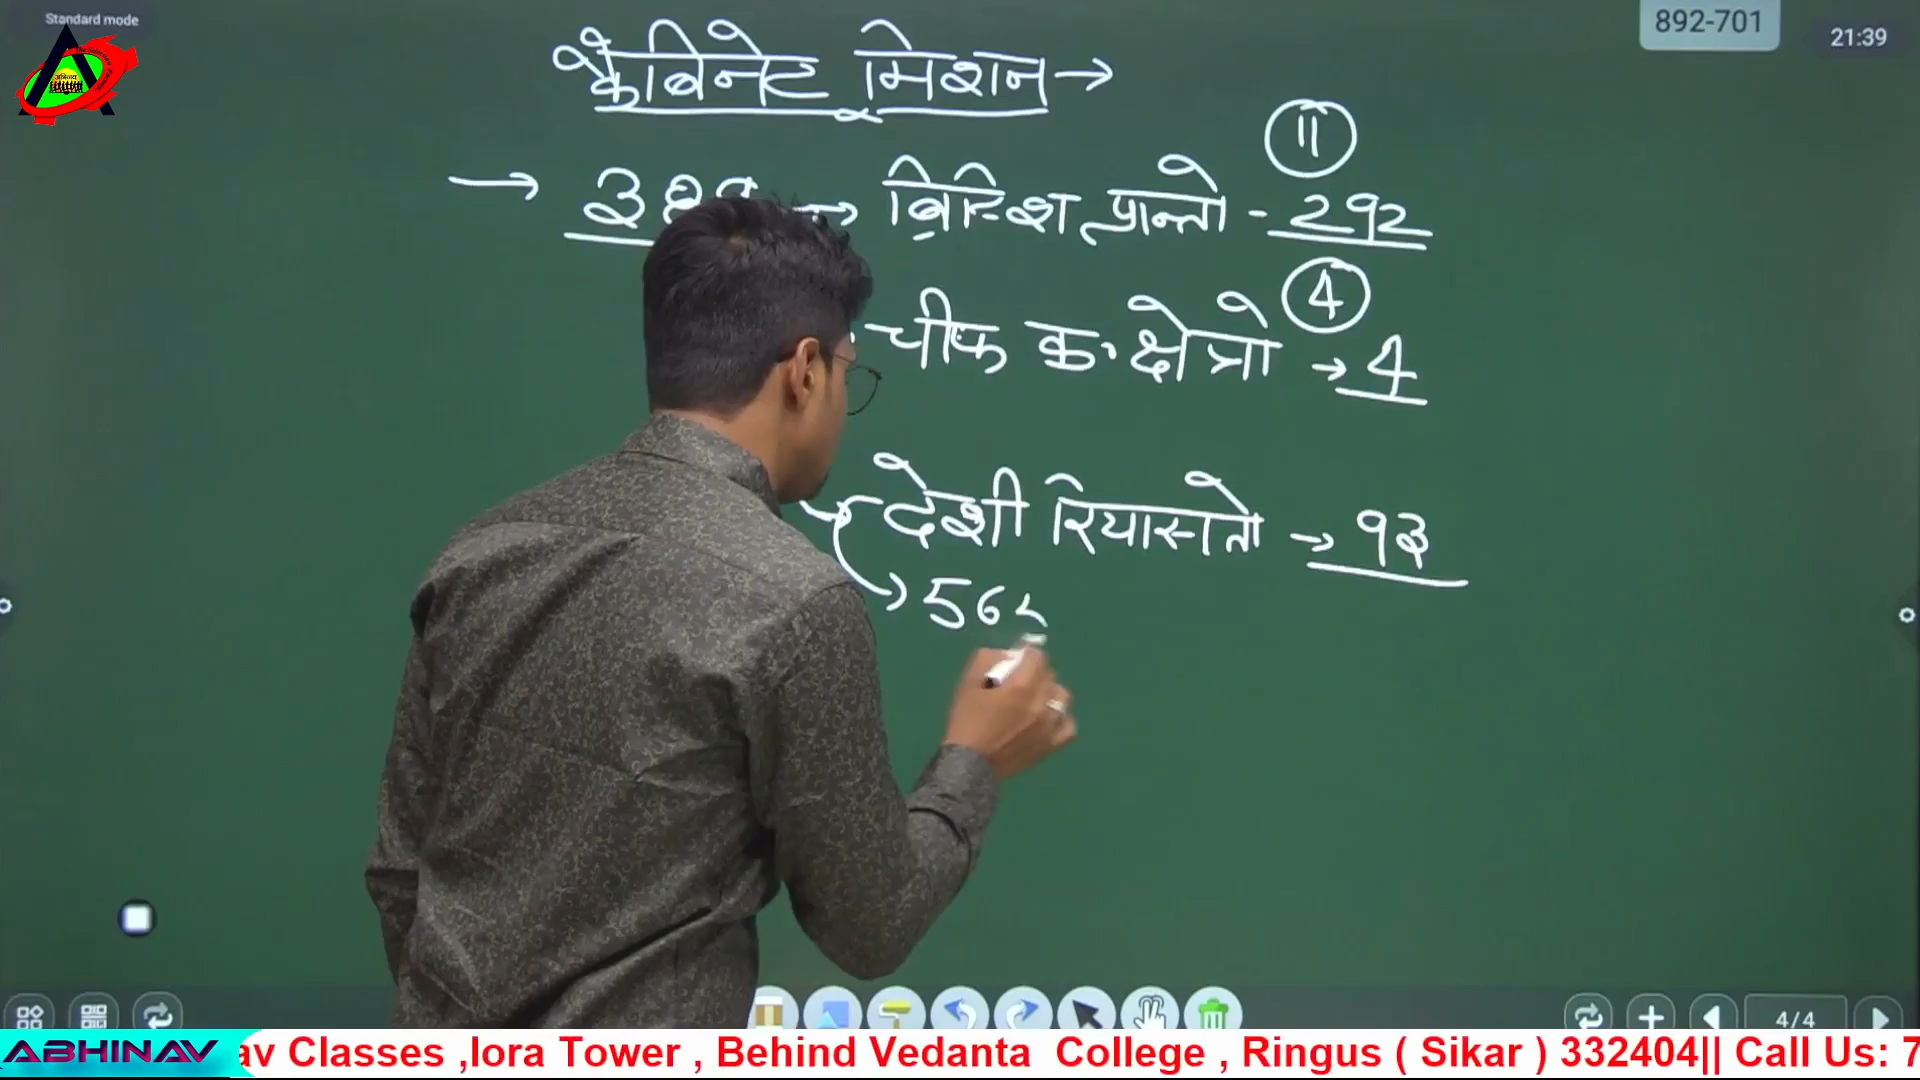 Standard mode
892-701
21:39
कैबिनेट मिशन →
11
→ 389 → ब्रिटिश प्रान्तो - 292
4
चीफ क. क्षेत्रो → 4
→ देशी रियासतो → 93
→ 56
4/4
ABHINAV av Classes ,Iora Tower , Behind Vedanta College , Ringus ( Sikar ) 332404|| Call Us: 7